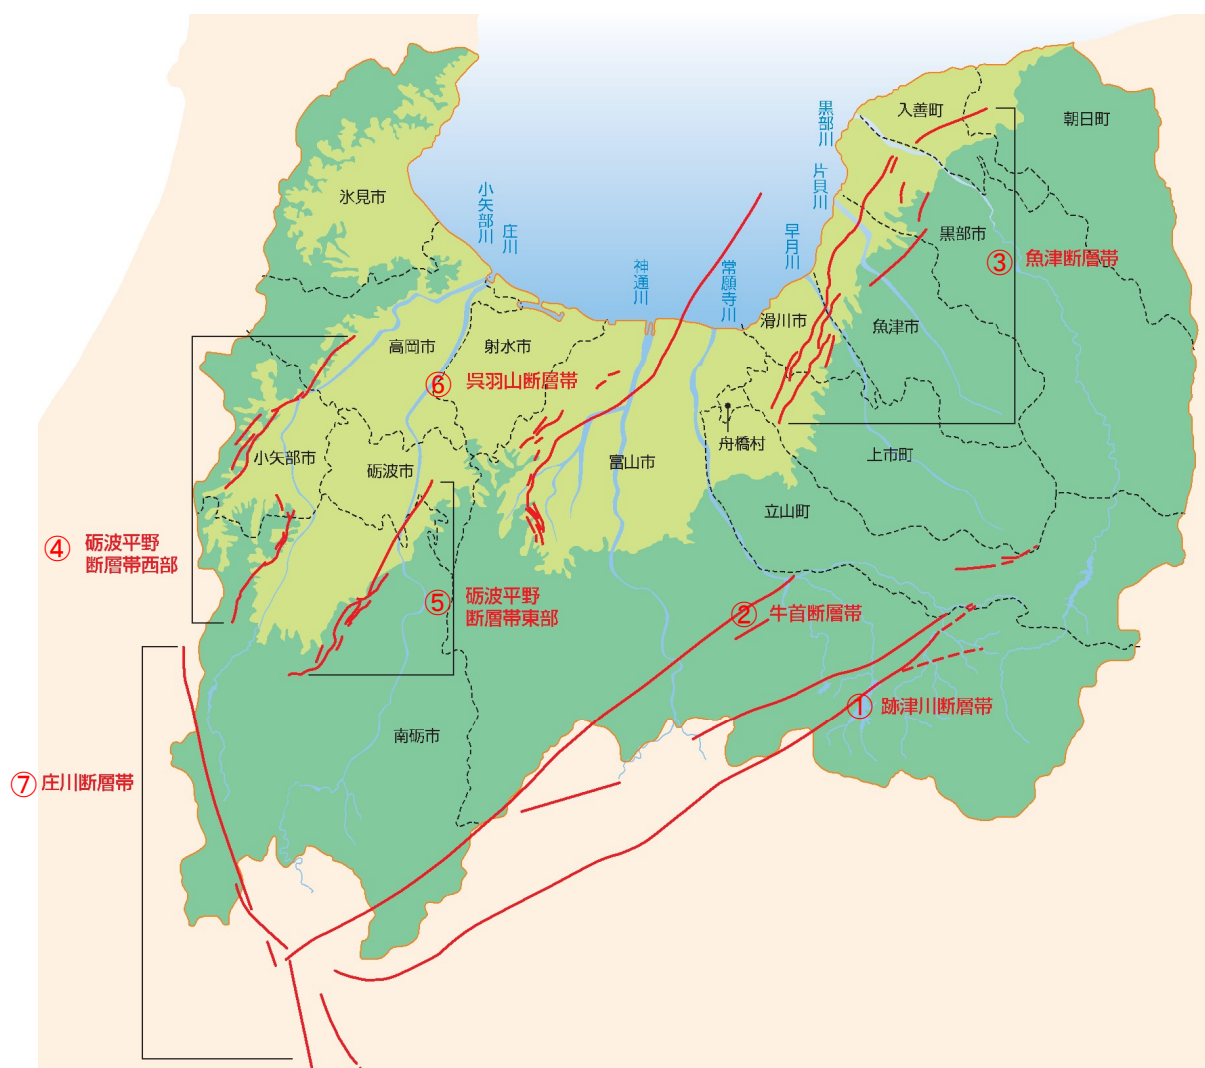 黒部川
入善町
朝日町
片貝川
氷見市
小矢部川
庄川
早月川
黒部市
神通川
常願寺川
③ 魚津断層帯
滑川市
魚津市
高岡市
射水市
⑥ 呉羽山断層帯
舟橋村
小矢部市
砺波市
富山市
上市町
立山町
④ 砺波平野
断層帯西部
⑤ 砺波平野
断層帯東部
② 牛首断層帯
① 跡津川断層帯
南砺市
⑦ 庄川断層帯